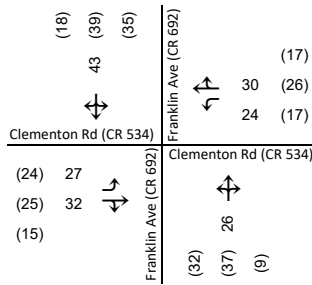 (18) (39) (35)
43
Clementon Rd (CR 534)
Franklin Ave (CR 692)
(17)
30 (26)
24 (17)
(24) 27
(25) 32
(15)
Franklin Ave (CR 692)
Clementon Rd (CR 534)
26
(32) (37) (9)